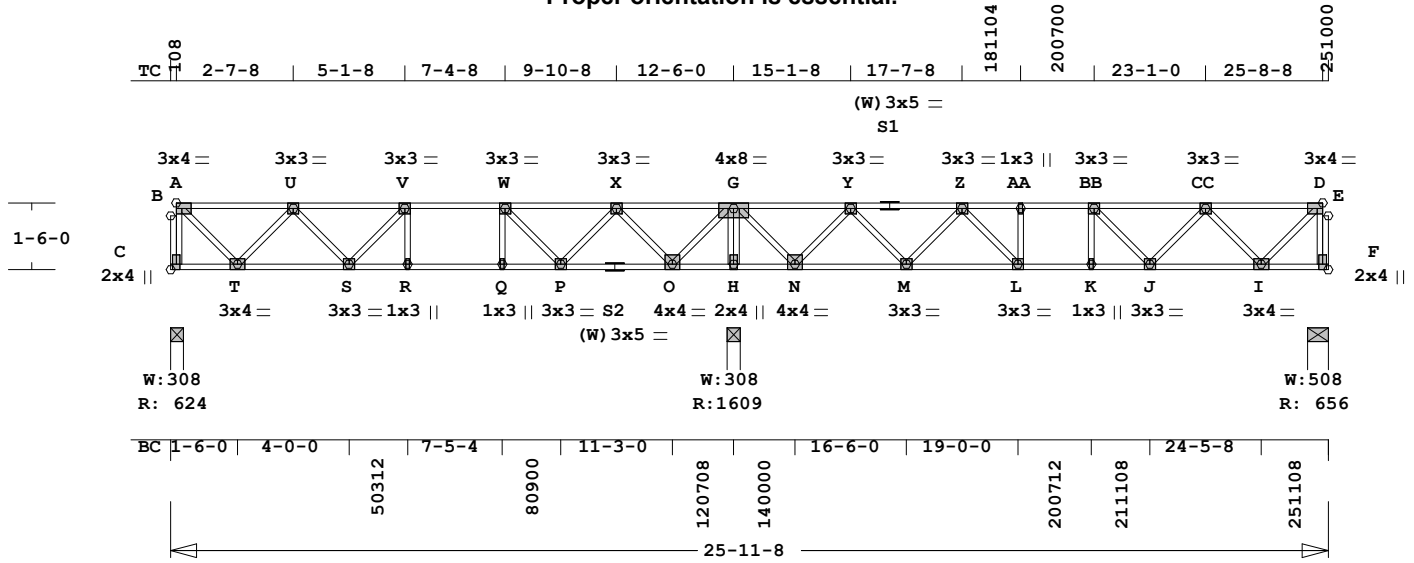 Proper orientation is essential.
TC 108 2-7-8 5-1-8 7-4-8 9-10-8 12-6-0 15-1-8 17-7-8 181104 200700 23-1-0 25-8-8 251000
(W)3x5 =
S1
3x4 = 3x3 = 3x3 = 3x3 = 3x3 = 4x8 = 3x3 = 3x3 = 1x3 || 3x3 = 3x3 = 3x4 =
A U V W X G Y Z AA BB CC D
B E
1-6-0
C F
2x4 || 2x4 ||
T S R Q P S2 O H N M L K J I
3x4 = 3x3 = 1x3 || 1x3 || 3x3 = 4x4 = 2x4 || 4x4 = 3x3 = 3x3 = 1x3 || 3x3 = 3x4 =
(W)3x5 =
W:308 W:308 W:508
R: 624 R:1609 R: 656
BC 1-6-0 4-0-0 50312 7-5-4 80900 11-3-0 120708 140000 16-6-0 19-0-0 200712 211108 24-5-8 251108
25-11-8